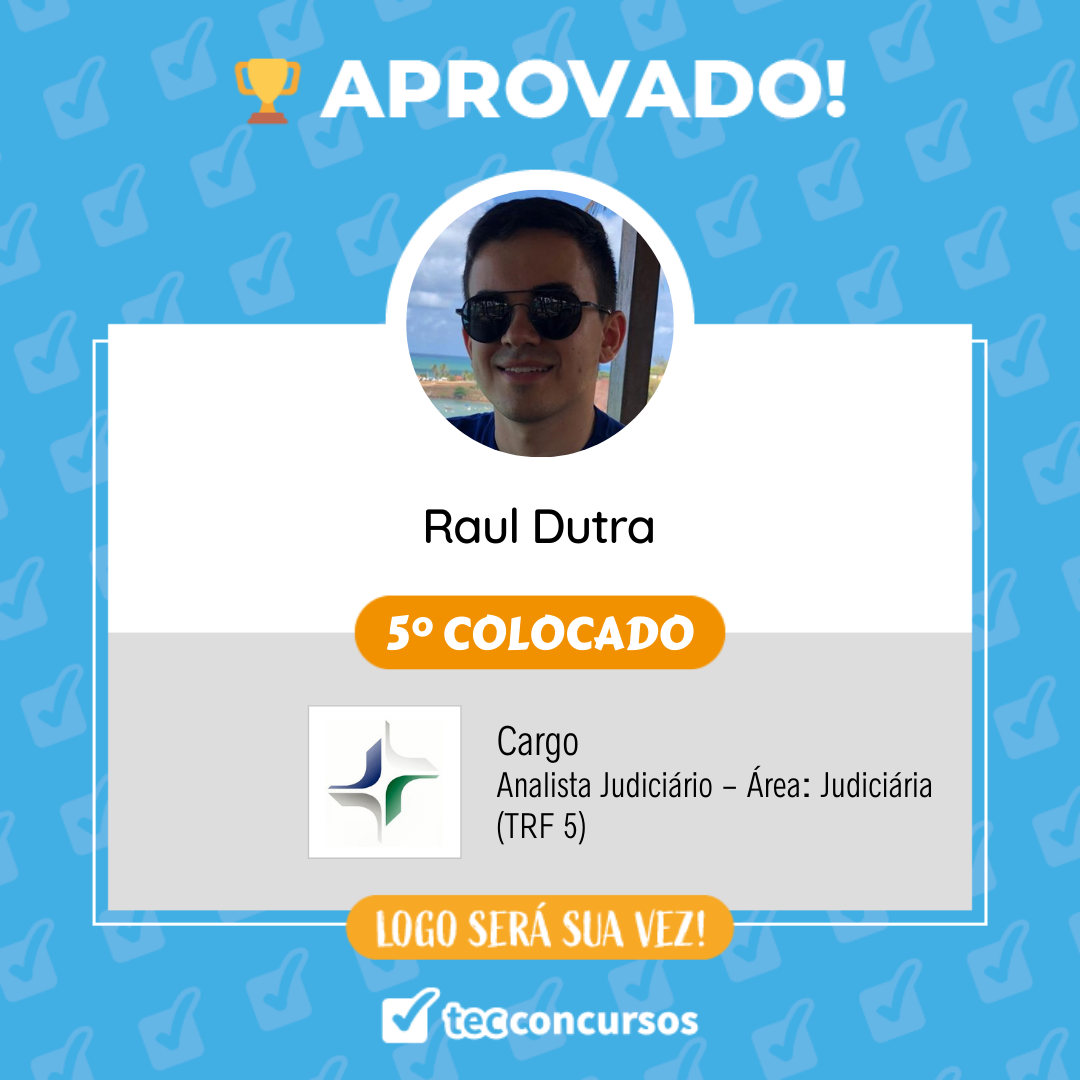 APROVADO!
Raul Dutra
5º COLOCADO
Cargo
Analista Judiciário – Área: Judiciária
(TRF 5)
LOGO SERÁ SUA VEZ!
tecconcursos